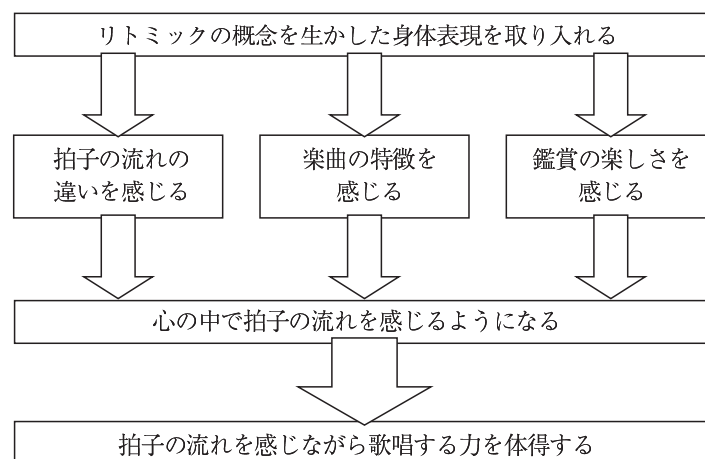 リトミックの概念を生かした身体表現を取り入れる
拍子の流れの
違いを感じる
楽曲の特徴を
感じる
鑑賞の楽しさを
感じる
心の中で拍子の流れを感じるようになる
拍子の流れを感じながら歌唱する力を体得する